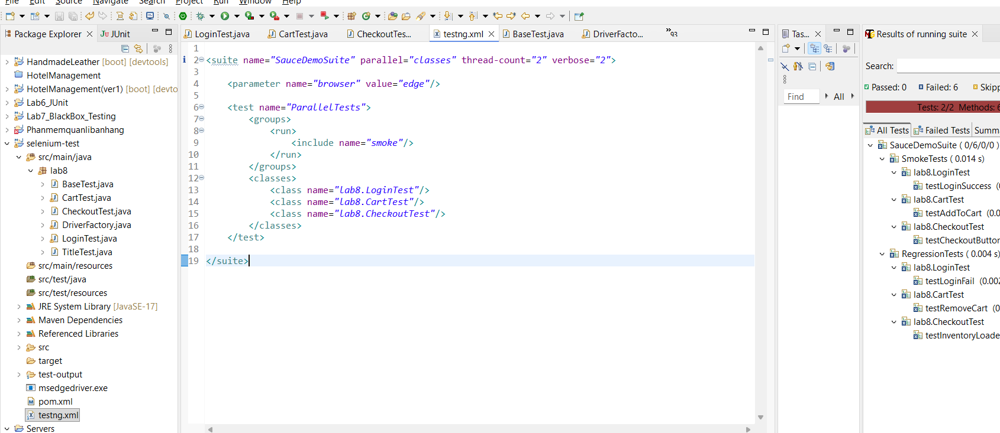 File Edit Source Navigate Search Project Run Window Help
Package Explorer
JUnit
HandmadeLeather [boot] [devtools]
HotelManagement
HotelManagement(ver1) [boot] [devto
Lab6_JUnit
Lab7_BlackBox_Testing
Phanmemquanlibanhang
selenium-test
src/main/java
lab8
BaseTest.java
CartTest.java
CheckoutTest.java
DriverFactory.java
LoginTest.java
TitleTest.java
src/main/resources
src/test/java
src/test/resources
JRE System Library [JavaSE-17]
Maven Dependencies
Referenced Libraries
src
target
test-output
msedgedriver.exe
pom.xml
testng.xml
Servers
LoginTest.java
CartTest.java
CheckoutTes...
testng.xml
BaseTest.java
DriverFacto...
»93
1
2 <suite name="SauceDemoSuite" parallel="classes" thread-count="2" verbose="2">
3
4 <parameter name="browser" value="edge"/>
5
6 <test name="ParallelTests">
7 <groups>
8 <run>
9 <include name="smoke"/>
10 </run>
11 </groups>
12 <classes>
13 <class name="lab8.LoginTest"/>
14 <class name="lab8.CartTest"/>
15 <class name="lab8.CheckoutTest"/>
16 </classes>
17 </test>
18
19 </suite>
Tas...
Find
All
Results of running suite
Search:
Passed: 0 Failed: 6 Skipp
Tests: 2/2 Methods: 6
All Tests Failed Tests Summ
SauceDemoSuite ( 0/6/0/0 )
SmokeTests ( 0.014 s)
lab8.LoginTest
testLoginSuccess (0
lab8.CartTest
testAddToCart (0.0
lab8.CheckoutTest
testCheckoutButtor
RegressionTests ( 0.004 s)
lab8.LoginTest
testLoginFail (0.002
lab8.CartTest
testRemoveCart (0
lab8.CheckoutTest
testInventoryLoade